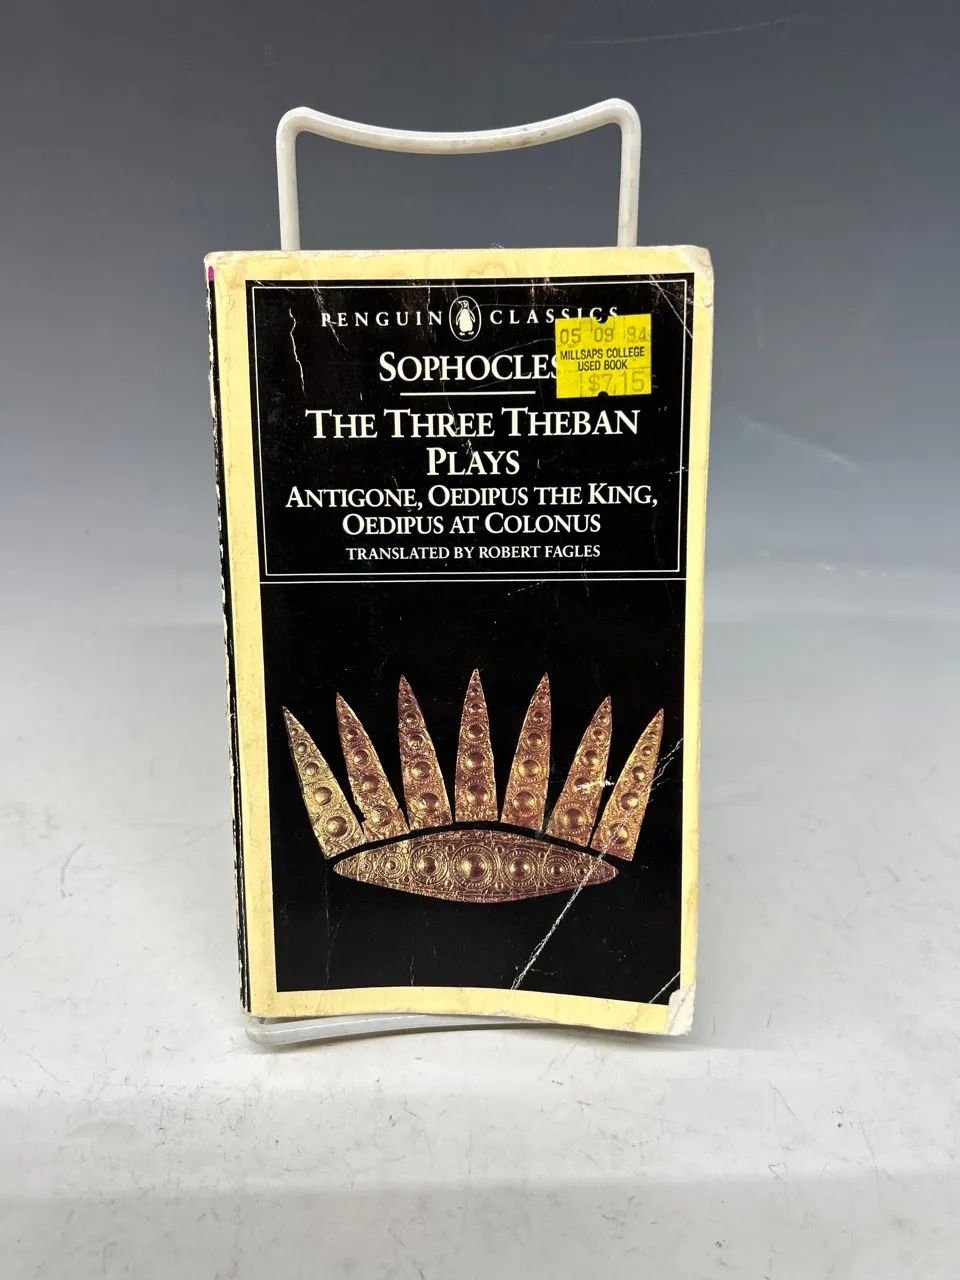 PENGUIN CLASSICS
05 09 94
MILLSAPS COLLEGE
USED BOOK
$7.15
SOPHOCLES
THE THREE THEBAN
PLAYS
ANTIGONE, OEDIPUS THE KING,
OEDIPUS AT COLONUS
TRANSLATED BY ROBERT FAGLES